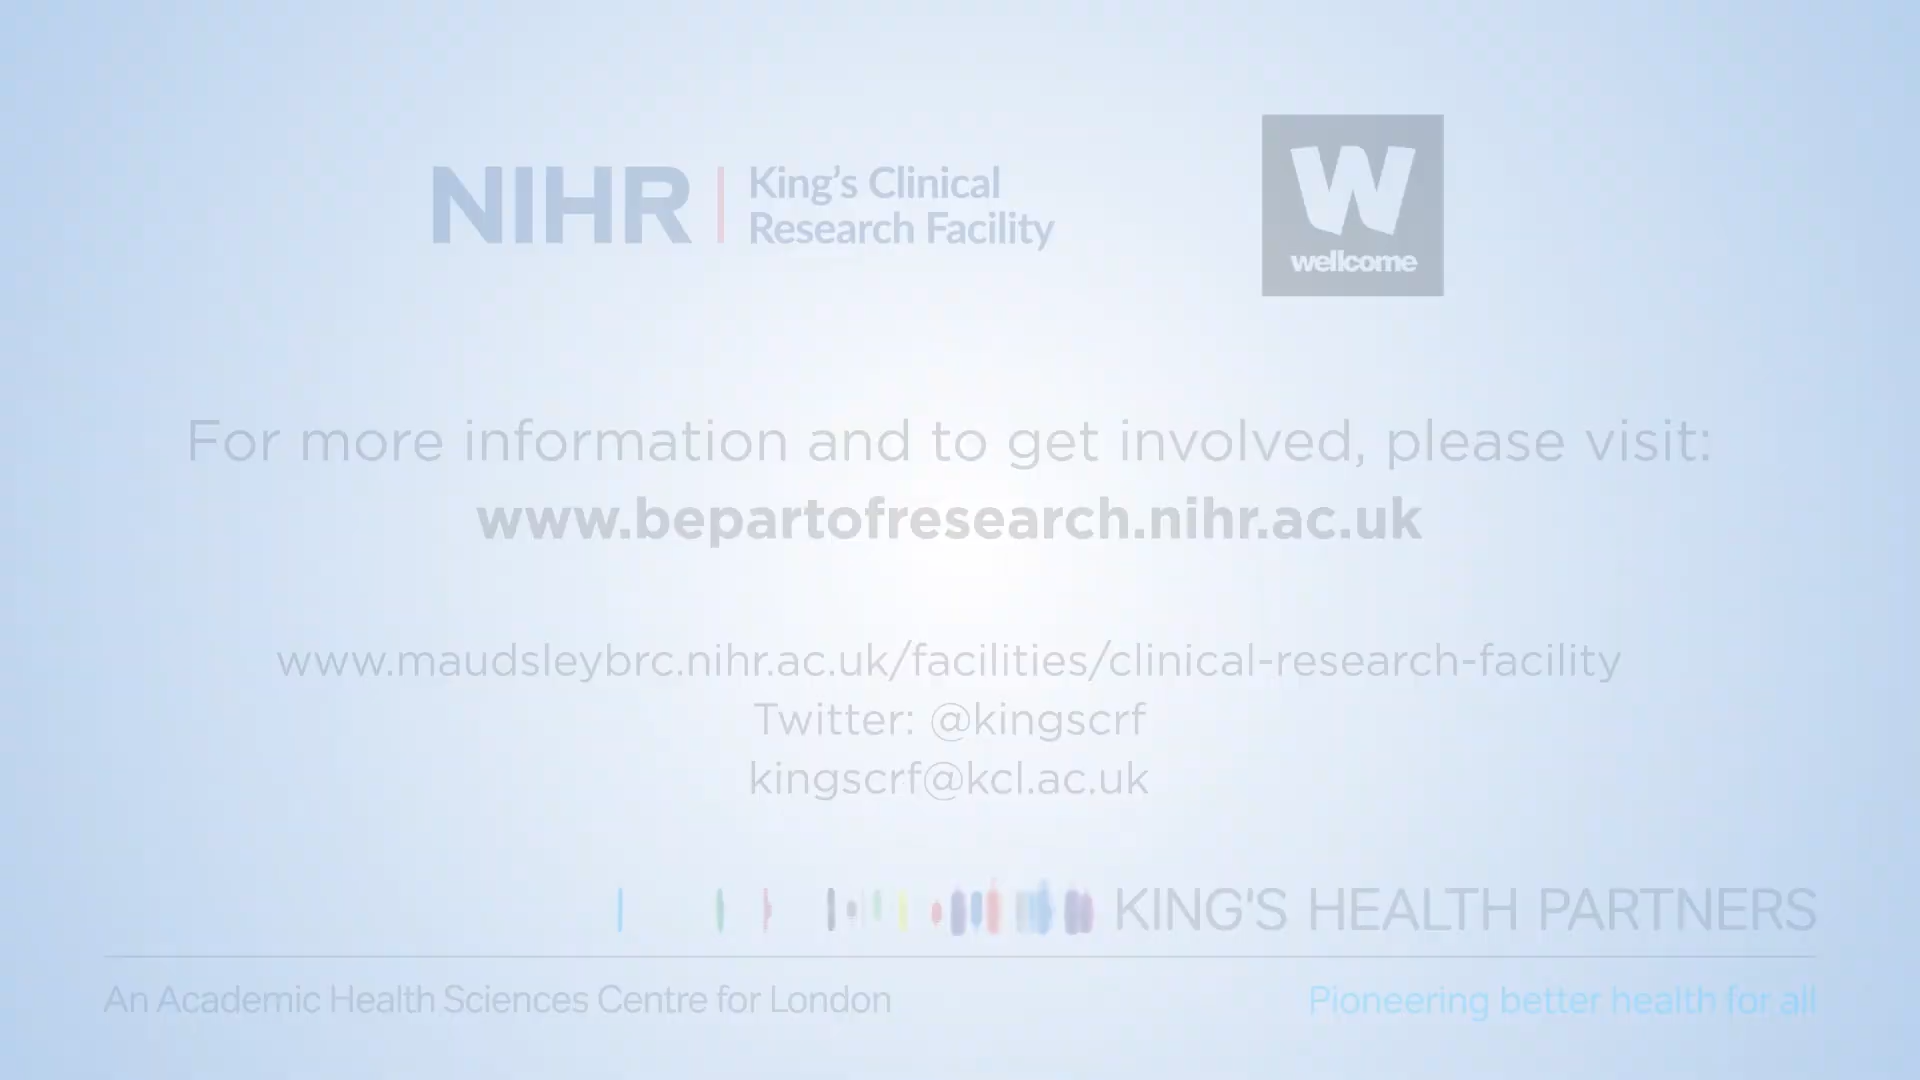 NIHR | King's Clinical
Research Facility
W
wellcome
For more information and to get involved, please visit:
www.bepartofresearch.nihr.ac.uk
www.maudsleybrc.nihr.ac.uk/facilities/clinical-research-facility
Twitter: @kingscrf
kingscrf@kcl.ac.uk
KING'S HEALTH PARTNERS
An Academic Health Sciences Centre for London
Pioneering better health for all